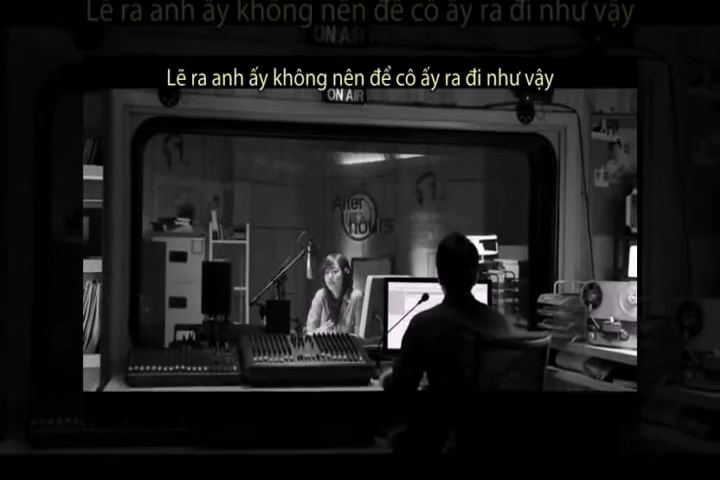 Lẽ ra anh ấy không nên để cô ấy ra đi như vậy
ON AIR
Lẽ ra anh ấy không nên để cô ấy ra đi như vậy
ON AIR
After
hours